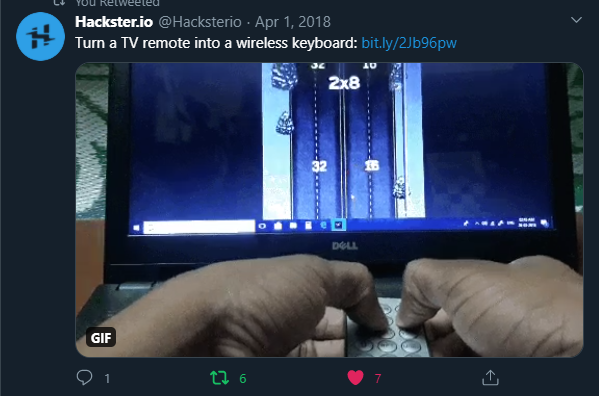 You Retweeted
Hackster.io @Hacksterio · Apr 1, 2018
Turn a TV remote into a wireless keyboard: bit.ly/2Jb96pw
32 16
2x8
32 16
DELL
GIF
1 6 7